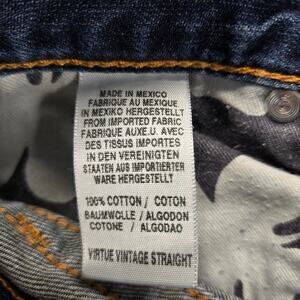 MADE IN MEXICO
FABRIQUE AU MEXIQUE
IN MEXIKO HERGESTELLT
FROM IMPORTED FABRIC
FABRIQUE AUX E.U. AVEC
DES TISSUS IMPORTES
IN DEN VEREINIGTEN
STAATEN AUS IMPORTIERTER
WARE HERGESTELLT
100% COTTON / COTON
BAUMWOLLE / ALGODON
COTONE / ALGODAO
VIRTUE VINTAGE STRAIGHT